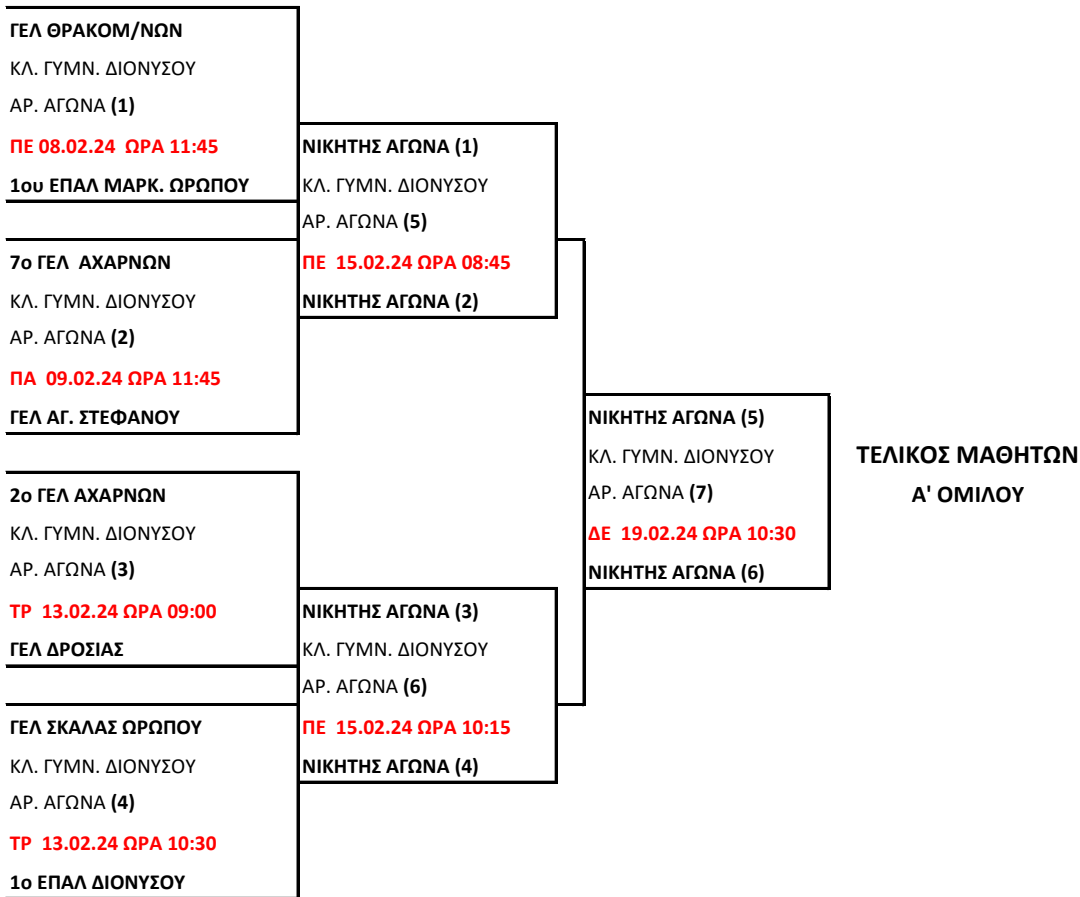 ΓΕΛ ΘΡΑΚΟΜ/ΝΩΝ
ΚΛ. ΓΥΜΝ. ΔΙΟΝΥΣΟΥ
ΑΡ. ΑΓΩΝΑ (1)
ΠΕ 08.02.24 ΩΡΑ 11:45
1ου ΕΠΑΛ ΜΑΡΚ. ΩΡΩΠΟΥ
7ο ΓΕΛ ΑΧΑΡΝΩΝ
ΚΛ. ΓΥΜΝ. ΔΙΟΝΥΣΟΥ
ΑΡ. ΑΓΩΝΑ (2)
ΠΑ 09.02.24 ΩΡΑ 11:45
ΓΕΛ ΑΓ. ΣΤΕΦΑΝΟΥ
2ο ΓΕΛ ΑΧΑΡΝΩΝ
ΚΛ. ΓΥΜΝ. ΔΙΟΝΥΣΟΥ
ΑΡ. ΑΓΩΝΑ (3)
ΤΡ 13.02.24 ΩΡΑ 09:00
ΓΕΛ ΔΡΟΣΙΑΣ
ΓΕΛ ΣΚΑΛΑΣ ΩΡΩΠΟΥ
ΚΛ. ΓΥΜΝ. ΔΙΟΝΥΣΟΥ
ΑΡ. ΑΓΩΝΑ (4)
ΤΡ 13.02.24 ΩΡΑ 10:30
1ο ΕΠΑΛ ΔΙΟΝΥΣΟΥ
ΝΙΚΗΤΗΣ ΑΓΩΝΑ (1)
ΚΛ. ΓΥΜΝ. ΔΙΟΝΥΣΟΥ
ΑΡ. ΑΓΩΝΑ (5)
ΠΕ 15.02.24 ΩΡΑ 08:45
ΝΙΚΗΤΗΣ ΑΓΩΝΑ (2)
ΝΙΚΗΤΗΣ ΑΓΩΝΑ (3)
ΚΛ. ΓΥΜΝ. ΔΙΟΝΥΣΟΥ
ΑΡ. ΑΓΩΝΑ (6)
ΠΕ 15.02.24 ΩΡΑ 10:15
ΝΙΚΗΤΗΣ ΑΓΩΝΑ (4)
ΝΙΚΗΤΗΣ ΑΓΩΝΑ (5)
ΚΛ. ΓΥΜΝ. ΔΙΟΝΥΣΟΥ
ΑΡ. ΑΓΩΝΑ (7)
ΔΕ 19.02.24 ΩΡΑ 10:30
ΝΙΚΗΤΗΣ ΑΓΩΝΑ (6)
ΤΕΛΙΚΟΣ ΜΑΘΗΤΩΝ
Α' ΟΜΙΛΟΥ